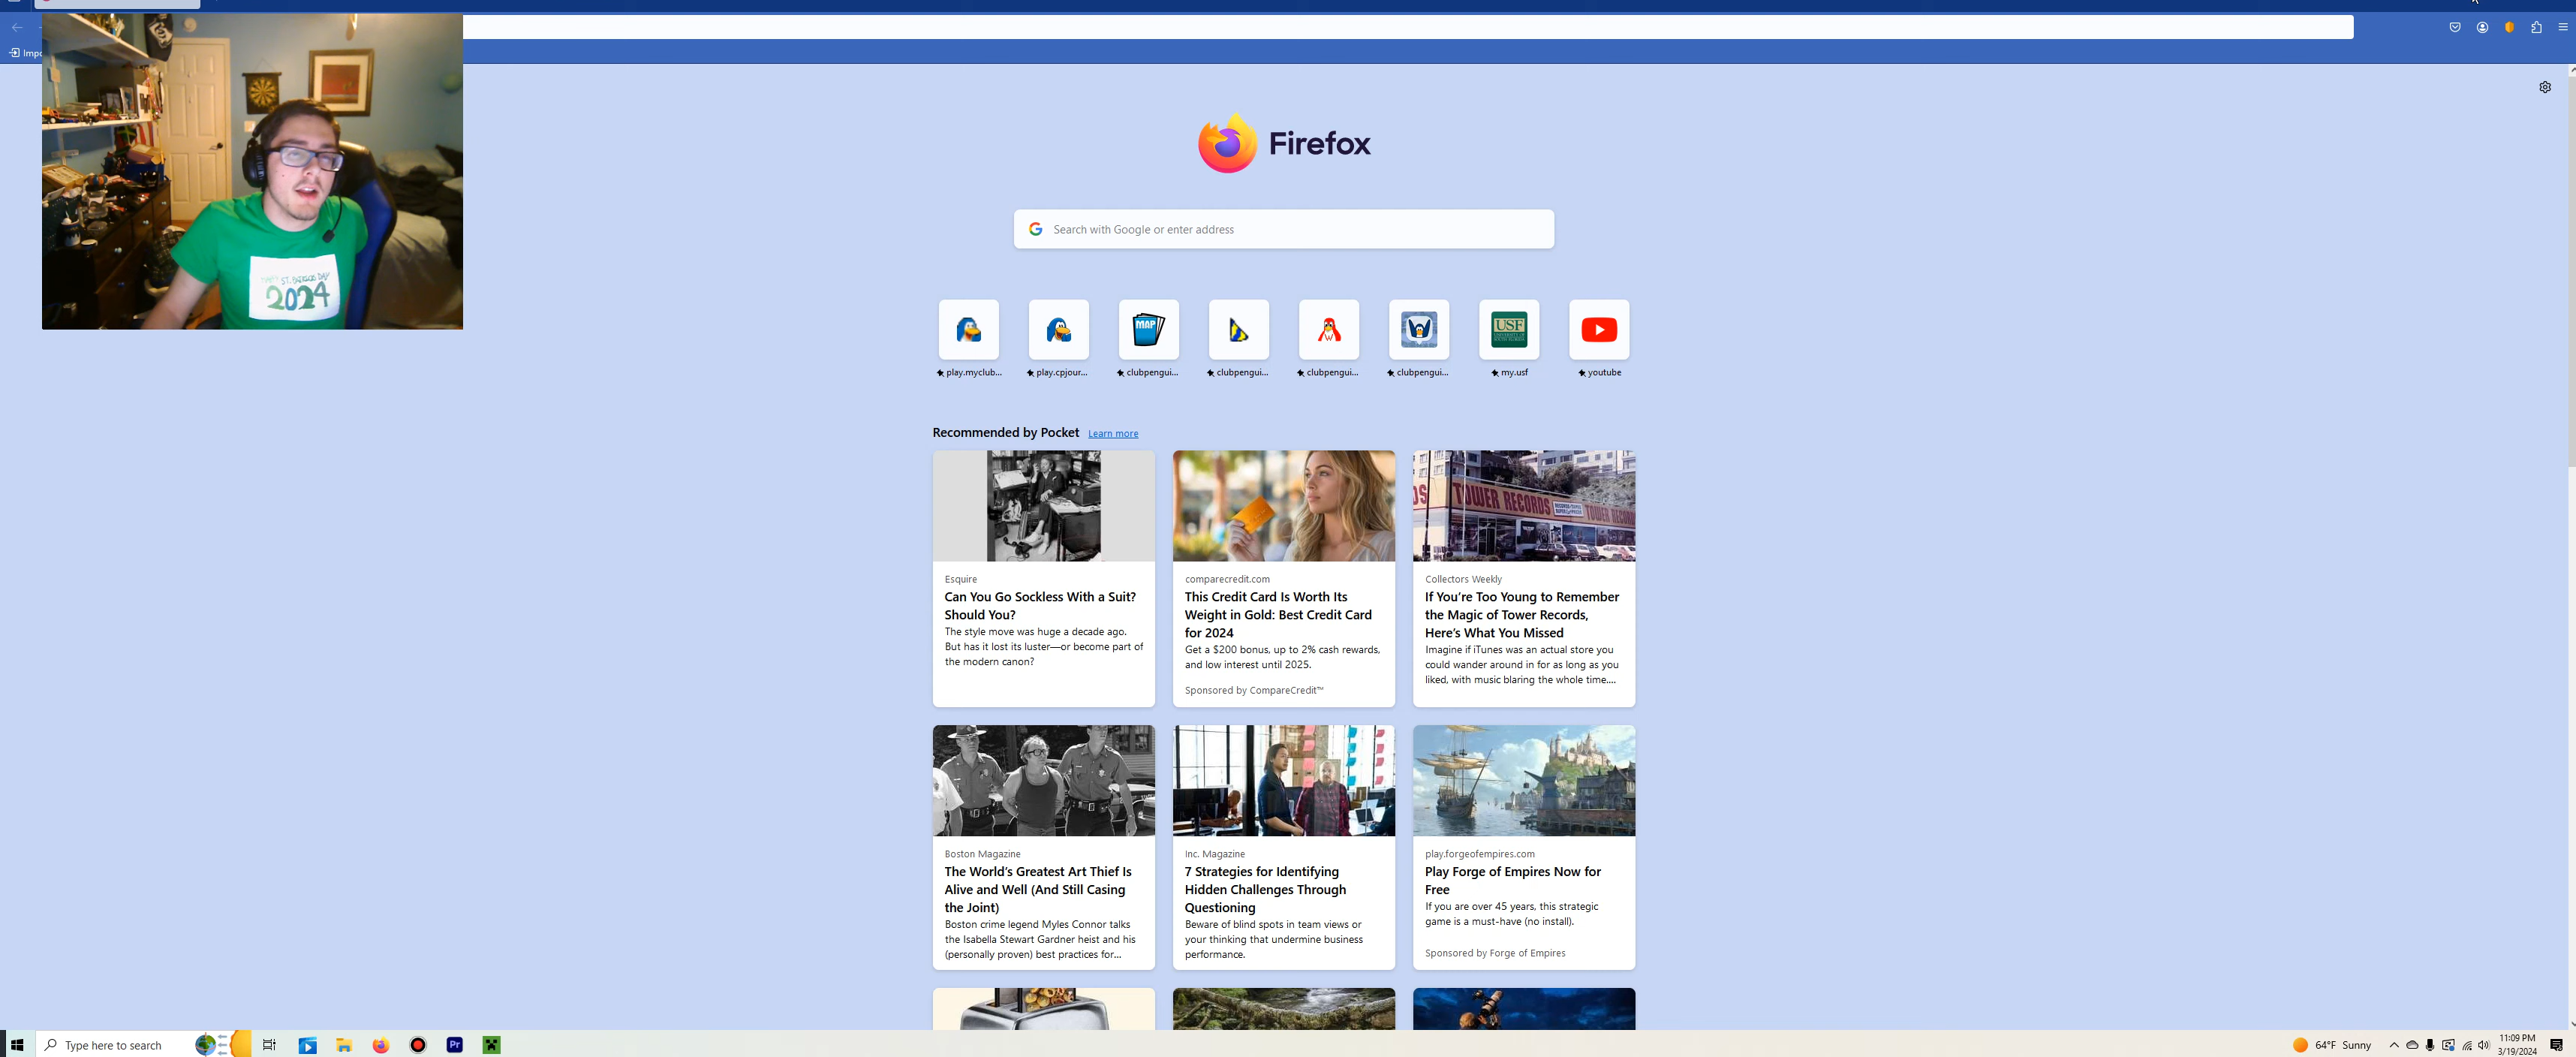 Impo
HAPPY ST. PATRICKS DAY
2024
Firefox
Search with Google or enter address
MAP
USF
play.myclub...
play.cpjour...
clubpengui...
clubpengui...
clubpengui...
clubpengui...
my.usf
youtube
Recommended by Pocket Learn more
TOWER RECORDS
Esquire
Can You Go Sockless With a Suit?
Should You?
The style move was huge a decade ago.
But has it lost its luster—or become part of
the modern canon?
comparecredit.com
This Credit Card Is Worth Its
Weight in Gold: Best Credit Card
for 2024
Get a $200 bonus, up to 2% cash rewards,
and low interest until 2025.
Sponsored by CompareCredit™
Collectors Weekly
If You’re Too Young to Remember
the Magic of Tower Records,
Here’s What You Missed
Imagine if iTunes was an actual store you
could wander around in for as long as you
liked, with music blaring the whole time....
Boston Magazine
The World’s Greatest Art Thief Is
Alive and Well (And Still Casing
the Joint)
Boston crime legend Myles Connor talks
the Isabella Stewart Gardner heist and his
(personally proven) best practices for...
Inc. Magazine
7 Strategies for Identifying
Hidden Challenges Through
Questioning
Beware of blind spots in team views or
your thinking that undermine business
performance.
play.forgeofempires.com
Play Forge of Empires Now for
Free
If you are over 45 years, this strategic
game is a must-have (no install).
Sponsored by Forge of Empires
Type here to search
Pr
64°F Sunny
11:09 PM
3/19/2024